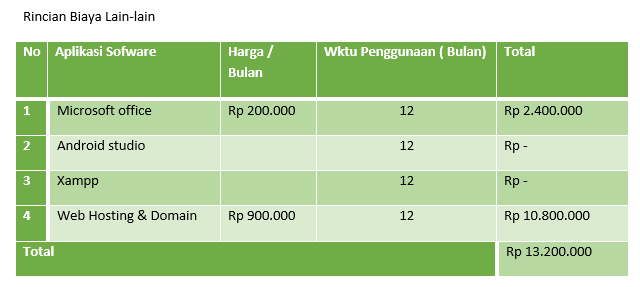 Rincian Biaya Lain-lain
No Aplikasi Sofware Harga / Bulan Wktu Penggunaan ( Bulan) Total
1 Microsoft office Rp 200.000 12 Rp 2.400.000
2 Android studio 12 Rp -
3 Xampp 12 Rp -
4 Web Hosting & Domain Rp 900.000 12 Rp 10.800.000
Total Rp 13.200.000